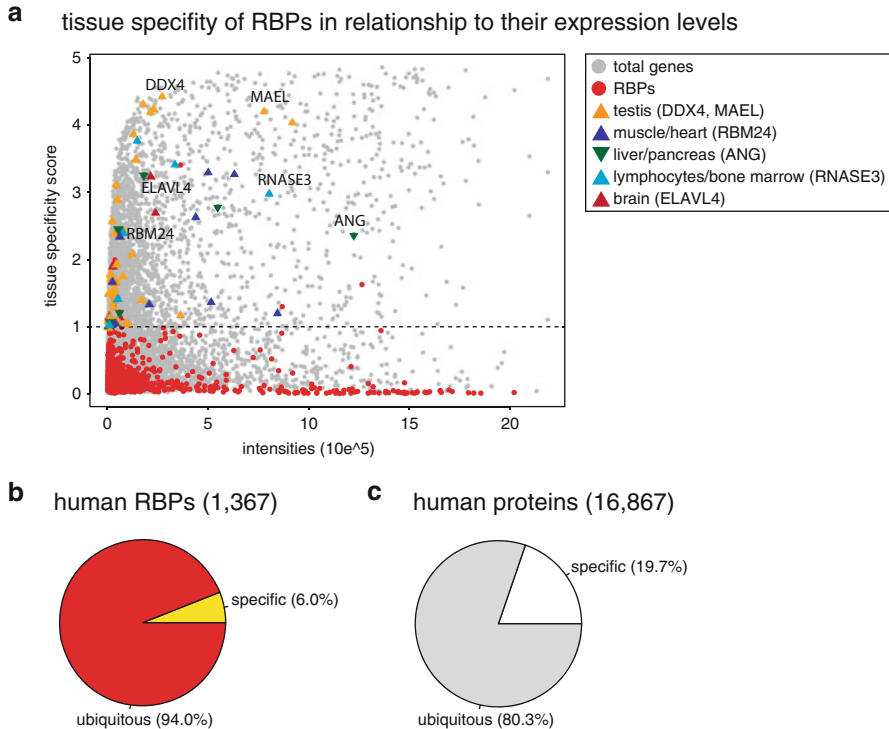 a
tissue specifity of RBPs in relationship to their expression levels
tissue specificity score
5
4
3
2
1
0
DDX4
MAEL
ELAVL4
RNASE3
RBM24
ANG
0
5
10
15
20
intensities (10e^5)
total genes
RBPs
testis (DDX4, MAEL)
muscle/heart (RBM24)
liver/pancreas (ANG)
lymphocytes/bone marrow (RNASE3)
brain (ELAVL4)
b
human RBPs (1,367)
specific (6.0%)
ubiquitous (94.0%)
c
human proteins (16,867)
specific (19.7%)
ubiquitous (80.3%)